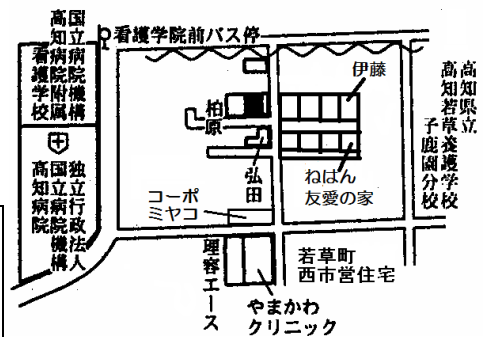 看護学院前バス停
国立病院機構
高知病院附属
看護学校
独立行政法人
国立病院機構
高知病院
伊藤
柏原
弘田
ねはん
友愛の家
高知県立
高知若草養護学校
子鹿園分校
コーポ
ミヤコ
理容エース
若草町
西市営住宅
やまかわ
クリニック